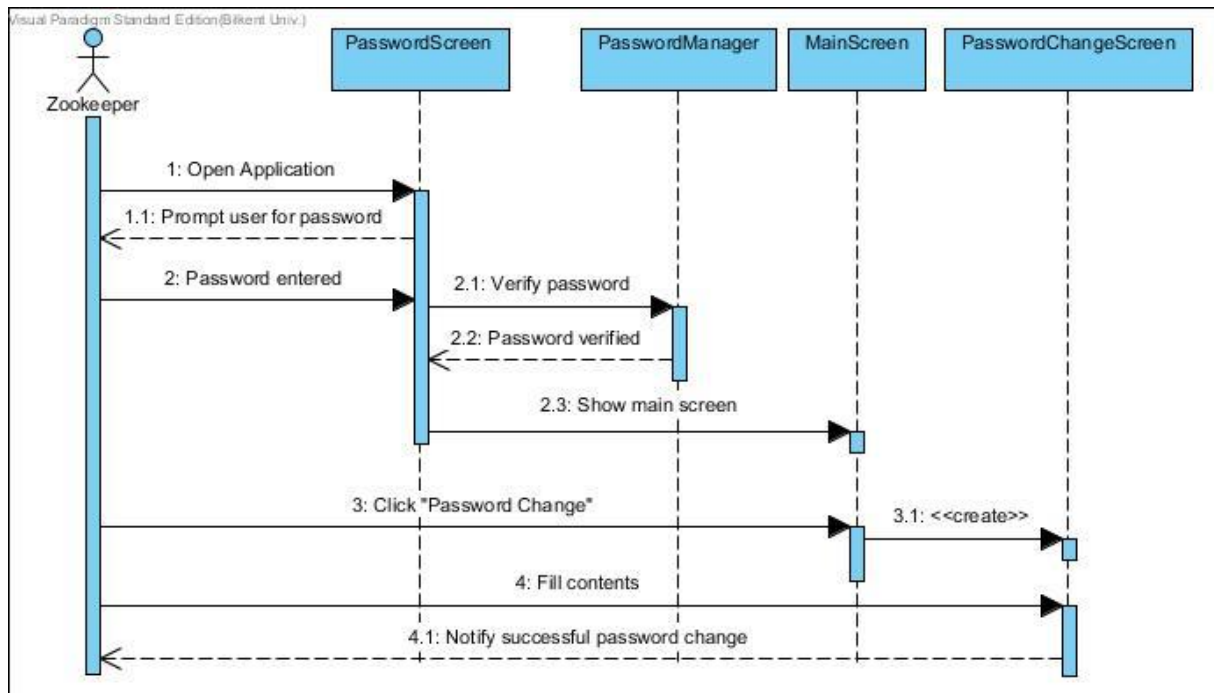 Visual Paradigm Standard Edition(Bilkent Univ.)
PasswordScreen
PasswordManager
MainScreen
PasswordChangeScreen
Zookeeper
1: Open Application
1.1: Prompt user for password
2: Password entered
2.1: Verify password
2.2: Password verified
2.3: Show main screen
3: Click "Password Change"
3.1: <<create>>
4: Fill contents
4.1: Notify successful password change